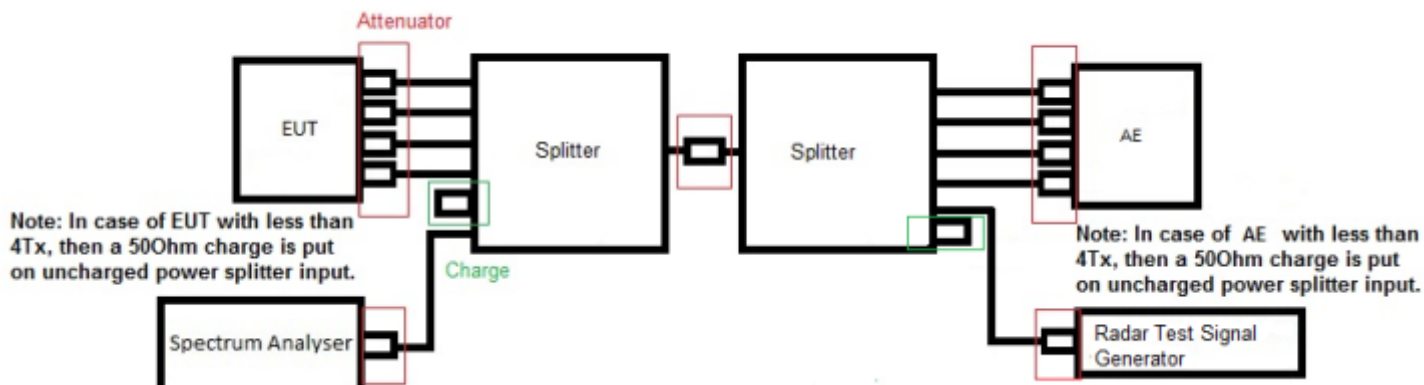 Attenuator
EUT
Splitter
Splitter
AE
Note: In case of EUT with less than
4Tx, then a 50Ohm charge is put
on uncharged power splitter input.
Charge
Note: In case of AE with less than
4Tx, then a 50Ohm charge is put
on uncharged power splitter input.
Spectrum Analyser
Radar Test Signal
Generator